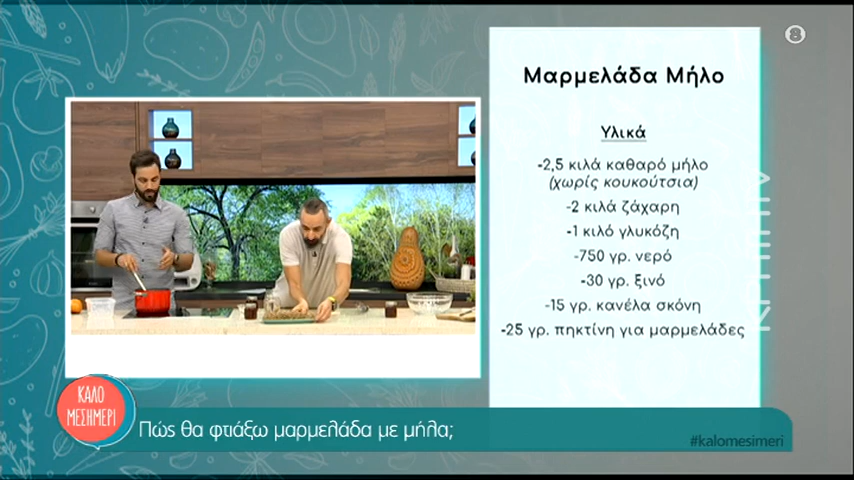 8
Μαρμελάδα Μήλο
Υλικά
-2,5 κιλά καθαρό μήλο
(χωρίς κουκούτσια)
-2 κιλά ζάχαρη
-1 κιλό γλυκόζη
-750 γρ. νερό
-30 γρ. ξινό
-15 γρ. κανέλα σκόνη
-25 γρ. πηκτίνη για μαρμελάδες
ΚΑΛΟ
ΜΕΣΗΜΕΡΙ
Πώς θα φτιάξω μαρμελάδα με μήλα;
#kalomesimeri